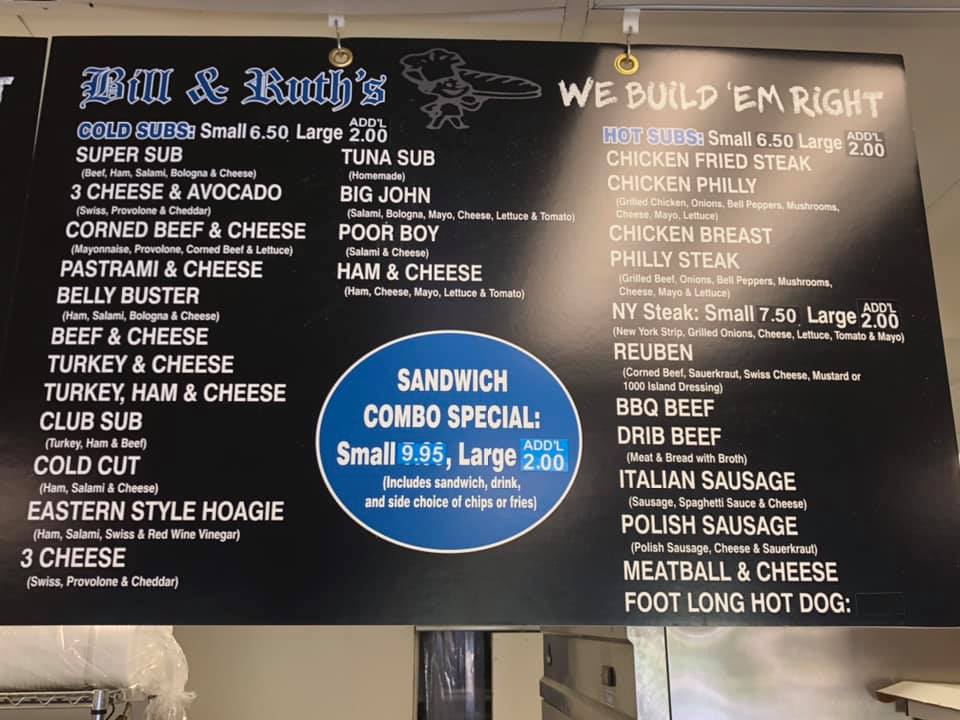 Bill & Ruth's
WE BUILD 'EM RIGHT
COLD SUBS: Small 6.50 Large ADD'L 2.00
SUPER SUB
(Beef, Ham, Salami, Bologna & Cheese)
3 CHEESE & AVOCADO
(Swiss, Provolone & Cheddar)
CORNED BEEF & CHEESE
(Mayonnaise, Provolone, Corned Beef & Lettuce)
PASTRAMI & CHEESE
BELLY BUSTER
(Ham, Salami, Bologna & Cheese)
BEEF & CHEESE
TURKEY & CHEESE
TURKEY, HAM & CHEESE
CLUB SUB
(Turkey, Ham & Beef)
COLD CUT
(Ham, Salami & Cheese)
EASTERN STYLE HOAGIE
(Ham, Salami, Swiss & Red Wine Vinegar)
3 CHEESE
(Swiss, Provolone & Cheddar)
TUNA SUB
(Homemade)
BIG JOHN
(Salami, Bologna, Mayo, Cheese, Lettuce & Tomato)
POOR BOY
(Salami & Cheese)
HAM & CHEESE
(Ham, Cheese, Mayo, Lettuce & Tomato)
SANDWICH
COMBO SPECIAL:
Small 9.95, Large ADD'L 2.00
(Includes sandwich, drink,
and side choice of chips or fries)
HOT SUBS: Small 6.50 Large ADD'L 2.00
CHICKEN FRIED STEAK
CHICKEN PHILLY
(Grilled Chicken, Onions, Bell Peppers, Mushrooms,
Cheese, Mayo, Lettuce)
CHICKEN BREAST
PHILLY STEAK
(Grilled Beef, Onions, Bell Peppers, Mushrooms,
Cheese, Mayo & Lettuce)
NY Steak: Small 7.50 Large ADD'L 2.00
(New York Strip, Grilled Onions, Cheese, Lettuce, Tomato & Mayo)
REUBEN
(Corned Beef, Sauerkraut, Swiss Cheese, Mustard or
1000 Island Dressing)
BBQ BEEF
DRIB BEEF
(Meat & Bread with Broth)
ITALIAN SAUSAGE
(Sausage, Spaghetti Sauce & Cheese)
POLISH SAUSAGE
(Polish Sausage, Cheese & Sauerkraut)
MEATBALL & CHEESE
FOOT LONG HOT DOG: